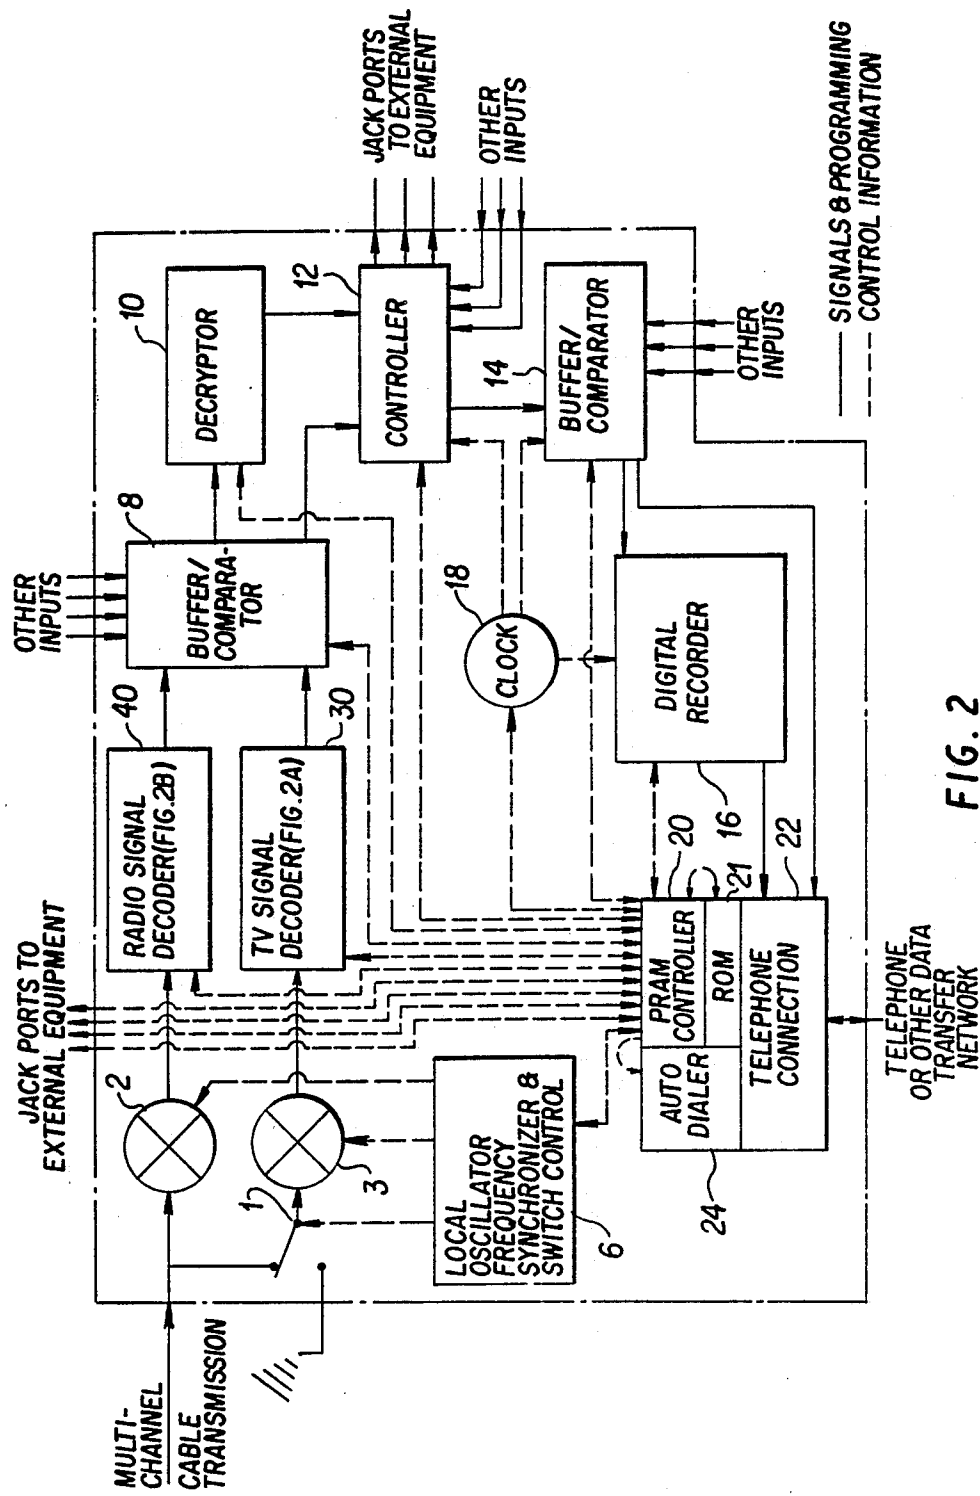 MULTI-
CHANNEL
CABLE
TRANSMISSION
JACK PORTS TO
EXTERNAL EQUIPMENT
2
1
3
LOCAL
OSCILLATOR
FREQUENCY
SYNCHRONIZER &
SWITCH CONTROL
6
RADIO SIGNAL
DECODER(FIG.2B)
40
TV SIGNAL
DECODER(FIG.2A)
30
OTHER
INPUTS
BUFFER/
COMPARA-
TOR
8
DECRYPTOR
10
CONTROLLER
12
JACK PORTS
TO EXTERNAL
EQUIPMENT
OTHER
INPUTS
BUFFER/
COMPARATOR
14
OTHER
INPUTS
CLOCK
18
DIGITAL
RECORDER
16
PRAM
CONTROLLER
20
ROM
21
AUTO
DIALER
24
TELEPHONE
CONNECTION
22
TELEPHONE
OR OTHER DATA
TRANSFER
NETWORK
SIGNALS & PROGRAMMING
CONTROL INFORMATION
FIG. 2